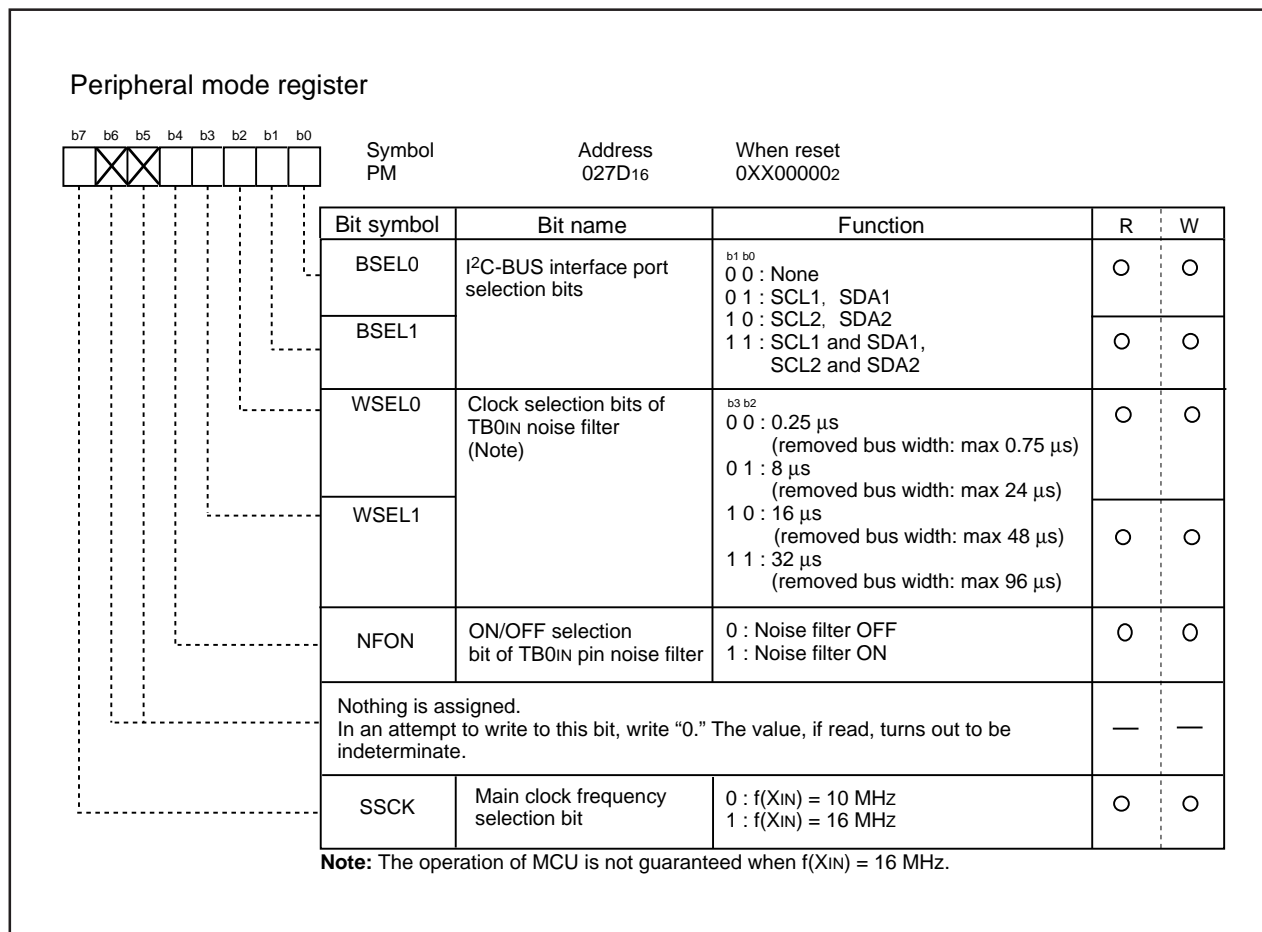 Peripheral mode register
b7 b6 b5 b4 b3 b2 b1 b0
Symbol Address When reset
PM 027D16 0XX000002
Bit symbol Bit name Function R W
BSEL0 I2C-BUS interface port selection bits
b1 b0
0 0 : None
0 1 : SCL1, SDA1
1 0 : SCL2, SDA2
1 1 : SCL1 and SDA1,
SCL2 and SDA2
BSEL1
WSEL0 Clock selection bits of
TB0IN noise filter
(Note)
b3 b2
0 0 : 0.25 μs
(removed bus width: max 0.75 μs)
0 1 : 8 μs
(removed bus width: max 24 μs)
1 0 : 16 μs
(removed bus width: max 48 μs)
1 1 : 32 μs
(removed bus width: max 96 μs)
WSEL1
NFON ON/OFF selection
bit of TB0IN pin noise filter
0 : Noise filter OFF
1 : Noise filter ON
Nothing is assigned.
In an attempt to write to this bit, write “0.” The value, if read, turns out to be
indeterminate.
SSCK Main clock frequency
selection bit
0 : f(XIN) = 10 MHz
1 : f(XIN) = 16 MHz
Note: The operation of MCU is not guaranteed when f(XIN) = 16 MHz.